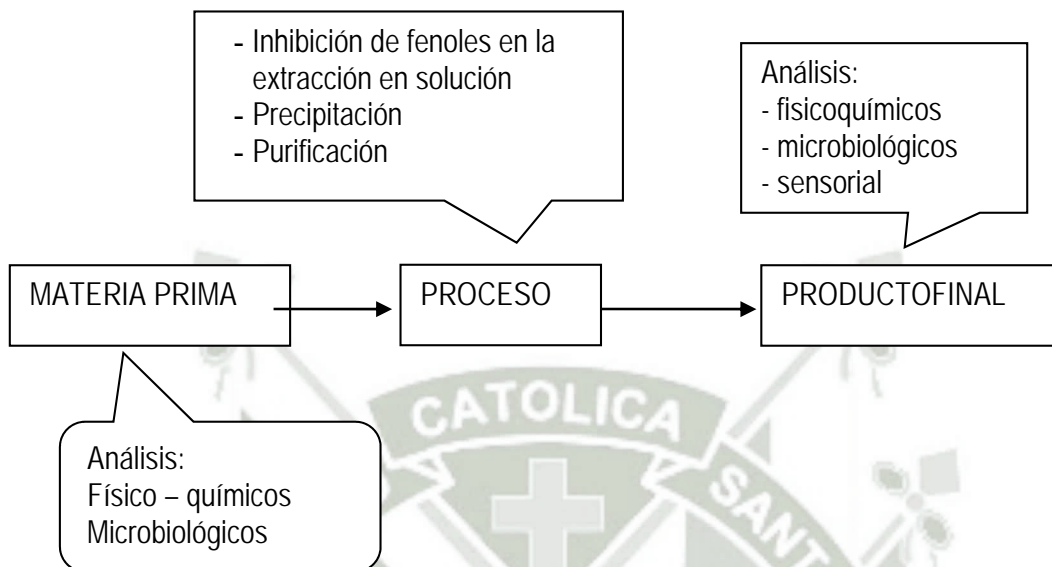 - Inhibición de fenoles en la
extracción en solución
- Precipitación
- Purificación
Análisis:
- fisicoquímicos
- microbiológicos
- sensorial
MATERIA PRIMA
PROCESO
PRODUCTOFINAL
Análisis:
Físico – químicos
Microbiológicos
CATOLICA
SANT